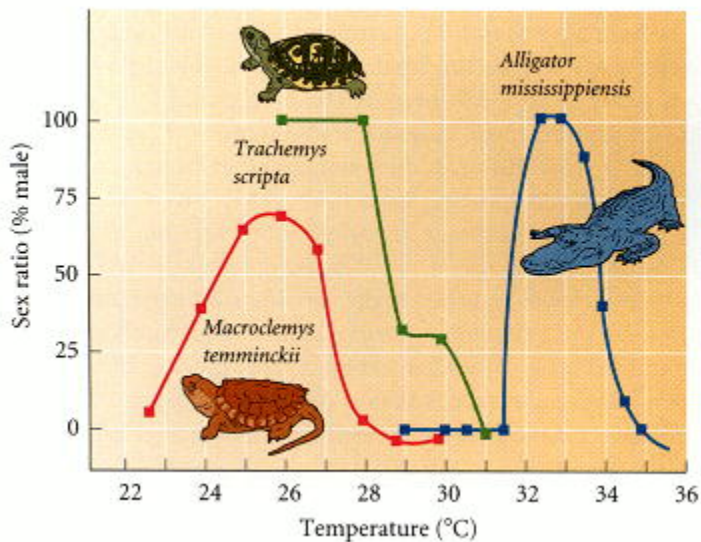 Alligator
mississippiensis
100
Trachemys
scripta
75
Sex ratio (% male)
50
Macroclemys
temminckii
25
0
22 24 26 28 30 32 34 36
Temperature (°C)